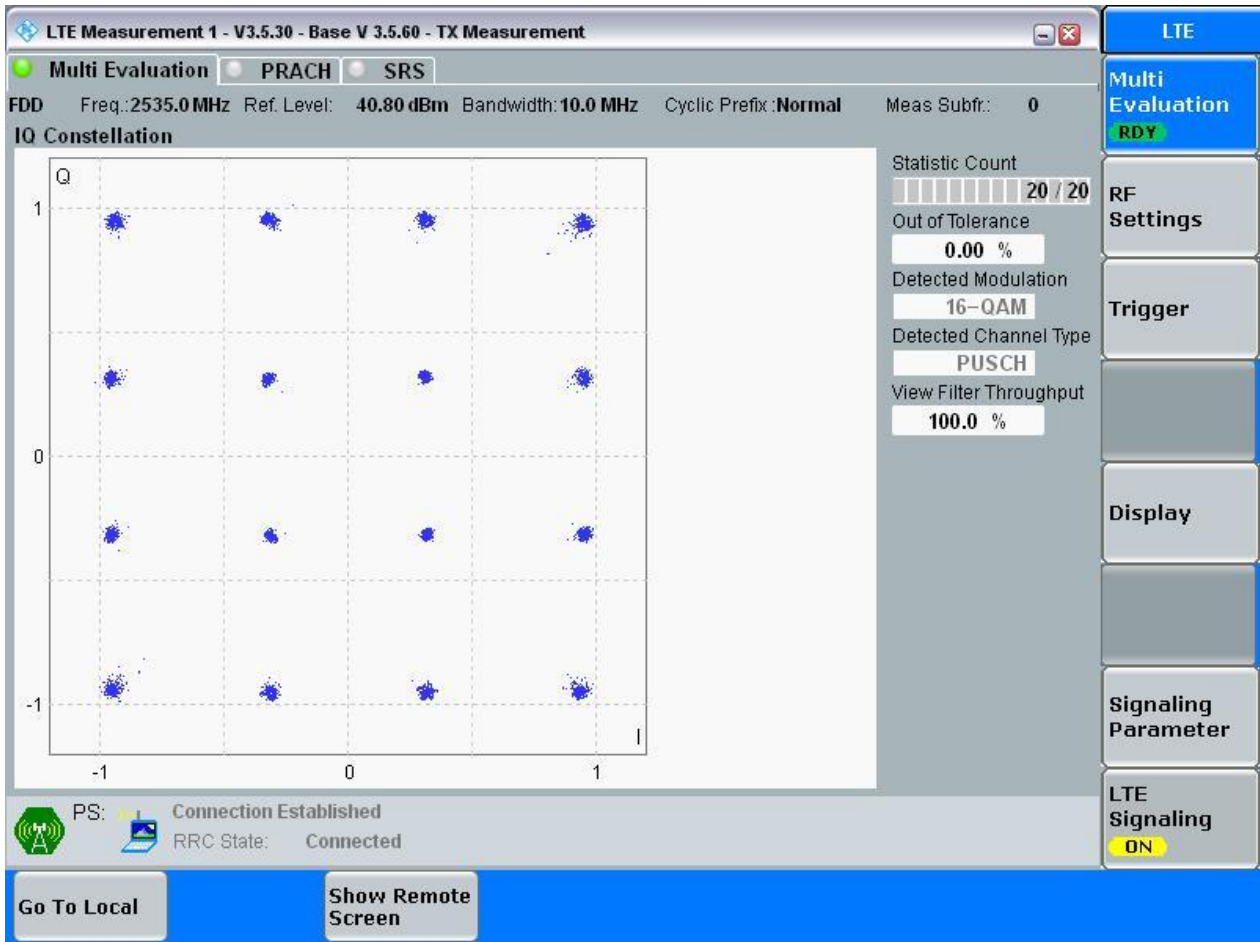 LTE Measurement 1 - V3.5.30 - Base V 3.5.60 - TX Measurement
LTE
Multi Evaluation PRACH SRS
FDD Freq.:2535.0 MHz Ref. Level: 40.80 dBm Bandwidth:10.0 MHz Cyclic Prefix :Normal Meas Subfr.: 0
IQ Constellation
Q
1
0
-1
-1 0 1
I
Statistic Count
20 / 20
Out of Tolerance
0.00 %
Detected Modulation
16-QAM
Detected Channel Type
PUSCH
View Filter Throughput
100.0 %
Multi
Evaluation
RDY
RF
Settings
Trigger
Display
Signaling
Parameter
LTE
Signaling
ON
PS: Connection Established
RRC State: Connected
Go To Local
Show Remote
Screen